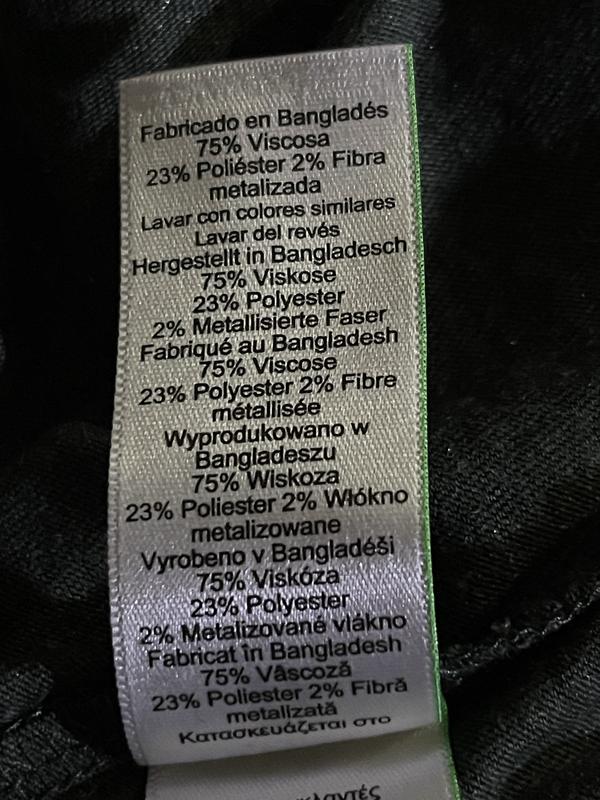 Fabricado en Bangladés
75% Viscosa
23% Poliéster 2% Fibra
metalizada
Lavar con colores similares
Lavar del revés
Hergestellt in Bangladesch
75% Viskose
23% Polyester
2% Metallisierte Faser
Fabriqué au Bangladesh
75% Viscose
23% Polyester 2% Fibre
métallisée
Wyprodukowano w
Bangladeszu
75% Wiskoza
23% Poliester 2% Włókno
metalizowane
Vyrobeno v Bangladéši
75% Viskóza
23% Polyester
2% Metalizované vlákno
Fabricat în Bangladesh
75% Vâscoză
23% Poliester 2% Fibră
metalizată
Κατασκευάζεται στο